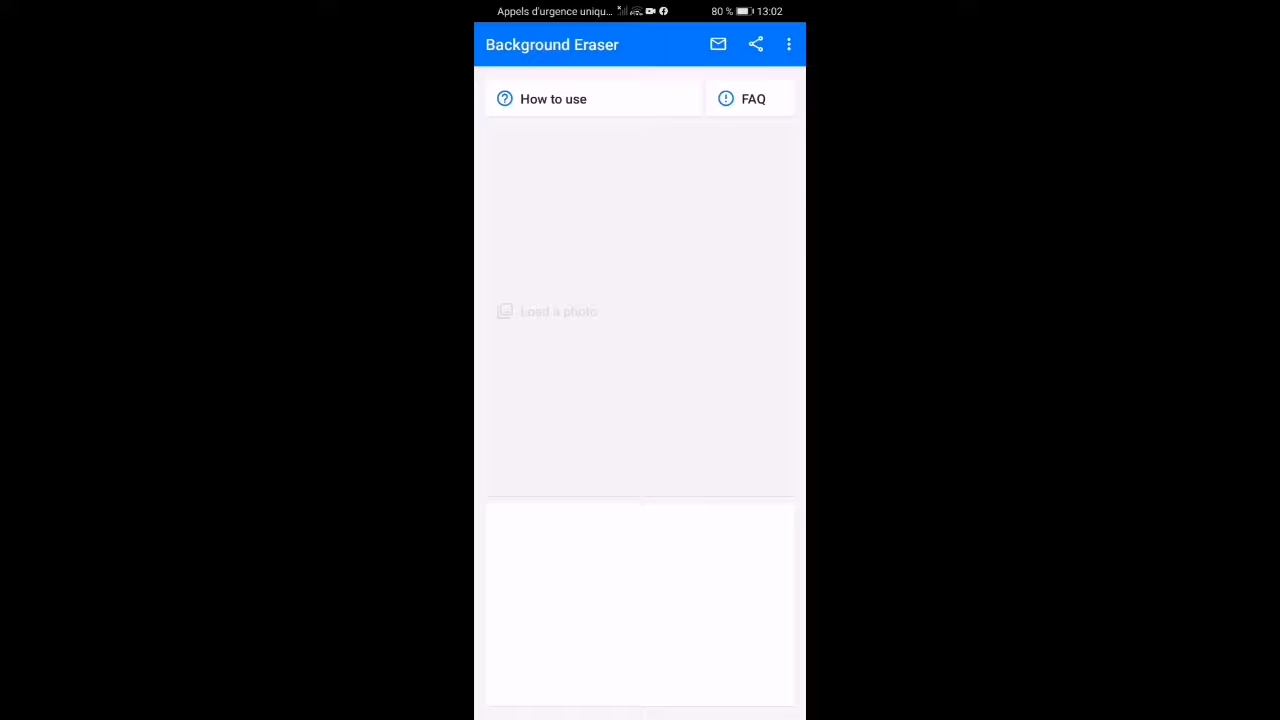 Appels d'urgence uniqu... 80 % 13:02
Background Eraser
How to use
FAQ
Load a photo